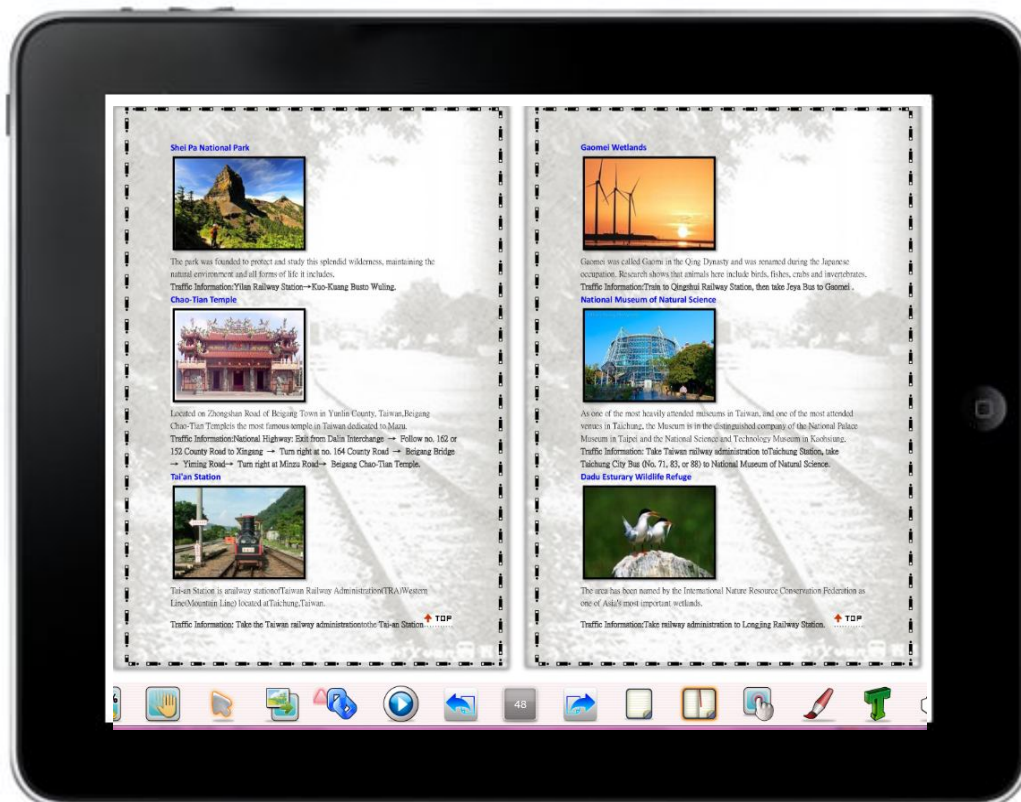 Shei Pa National Park
The park was founded to protect and study this splendid wilderness, maintaining the
natural environment and all forms of life it includes.
Traffic Information:Yilan Railway Station→Kuo-Kuang Busto Wuling.
Chao-Tian Temple
Located on Zhongshan Road of Beigang Town in Yunlin County, Taiwan,Beigang
Chao-Tian Templeis the most famous temple in Taiwan dedicated to Mazu.
Traffic Information:National Highway: Exit from Dalin Interchange → Follow no. 162 or
152 County Road to Xingang → Turn right at no. 164 County Road → Beigang Bridge
→ Yiming Road→ Turn right at Minzu Road→ Beigang Chao-Tian Temple.
Tai'an Station
Tai-an Station is arailway stationofTaiwan Railway Administration(TRA)Western
Line(Mountain Line) located atTaichung,Taiwan.
Traffic Information: Take the Taiwan railway administrationtothe Tai-an Station
TOP
Gaomei Wetlands
Gaomei was called Gaomi in the Qing Dynasty and was renamed during the Japanese
occupation. Research shows that animals here include birds, fishes, crabs and invertebrates.
Traffic Information:Train to Qingshui Railway Station, then take Jeya Bus to Gaomei .
National Museum of Natural Science
As one of the most heavily attended museums in Taiwan, and one of the most attended
venues in Taichung, the Museum is in the distinguished company of the National Palace
Museum in Taipei and the National Science and Technology Museum in Kaohsiung.
Traffic Information: Take Taiwan railway administration toTaichung Station, take
Taichung City Bus (No. 71, 83, or 88) to National Museum of Natural Science.
Dadu Esturary Wildlife Refuge
The area has been named by the International Nature Resource Conservation Federation as
one of Asia's most important wetlands.
Traffic Information:Take railway administration to Longjing Railway Station.
TOP
48